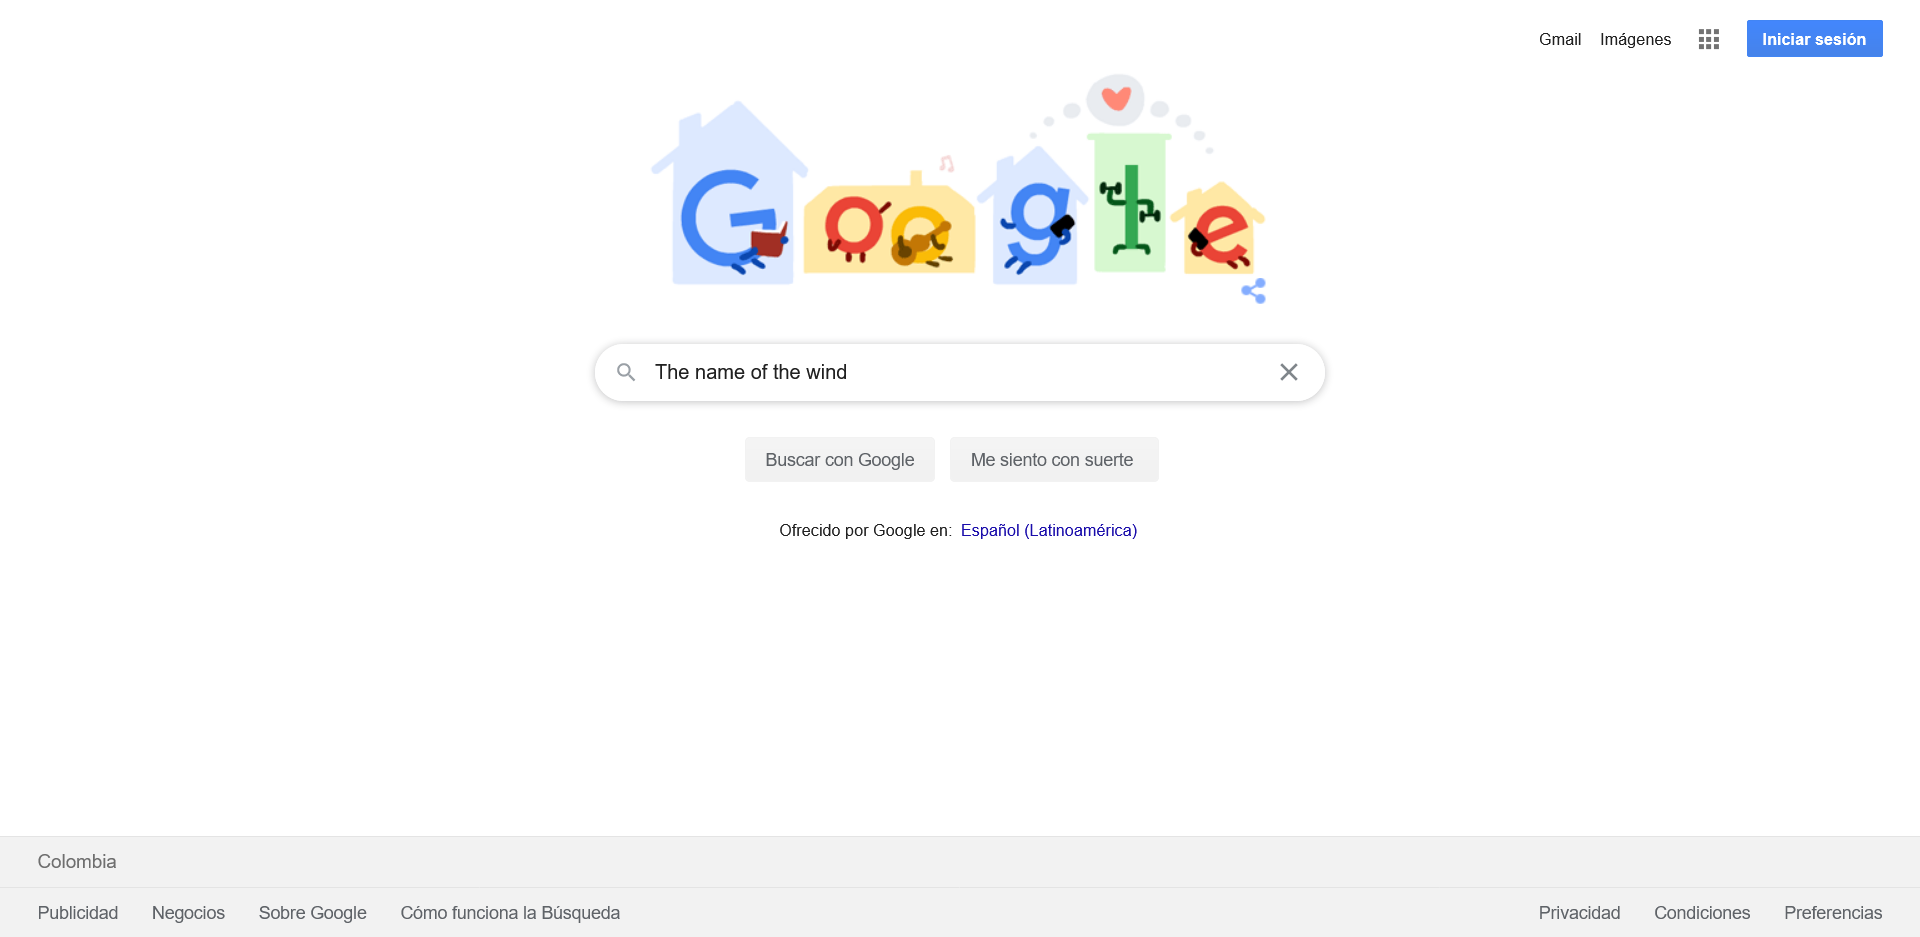 Gmail Imágenes Iniciar sesión
Google
The name of the wind
Buscar con Google Me siento con suerte
Ofrecido por Google en: Español (Latinoamérica)
Colombia
Publicidad Negocios Sobre Google Cómo funciona la Búsqueda Privacidad Condiciones Preferencias